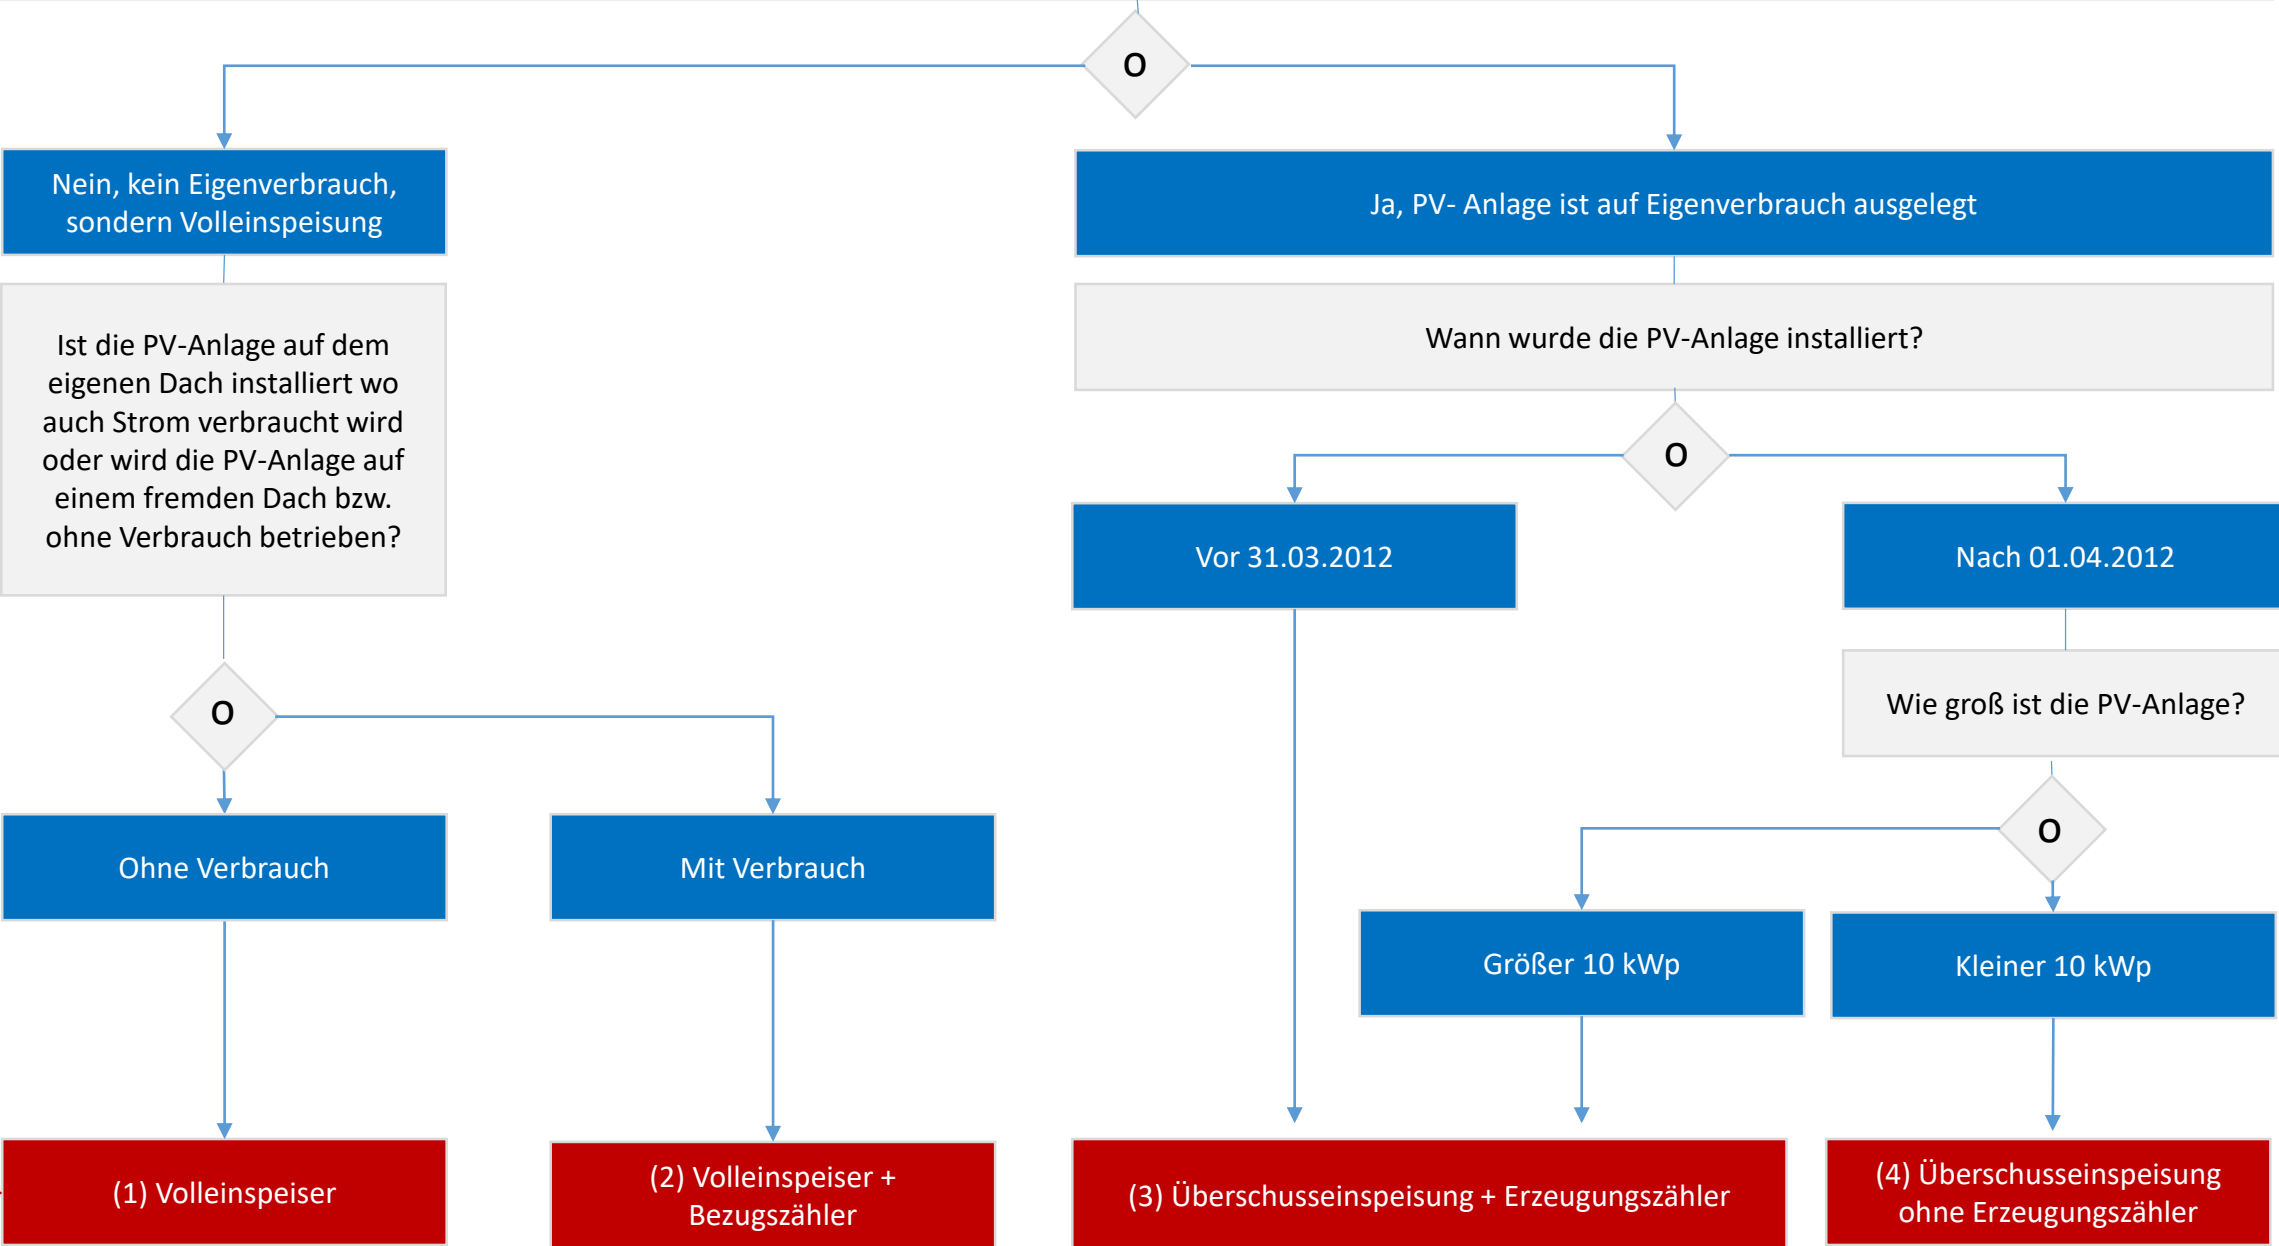 O
Nein, kein Eigenverbrauch,
sondern Volleinspeisung
Ja, PV- Anlage ist auf Eigenverbrauch ausgelegt
Ist die PV-Anlage auf dem
eigenen Dach installiert wo
auch Strom verbraucht wird
oder wird die PV-Anlage auf
einem fremden Dach bzw.
ohne Verbrauch betrieben?
Wann wurde die PV-Anlage installiert?
O
Vor 31.03.2012
Nach 01.04.2012
Wie groß ist die PV-Anlage?
O
O
Ohne Verbrauch
Mit Verbrauch
Größer 10 kWp
Kleiner 10 kWp
(1) Volleinspeiser
(2) Volleinspeiser +
Bezugszähler
(3) Überschusseinspeisung + Erzeugungszähler
(4) Überschusseinspeisung
ohne Erzeugungszähler